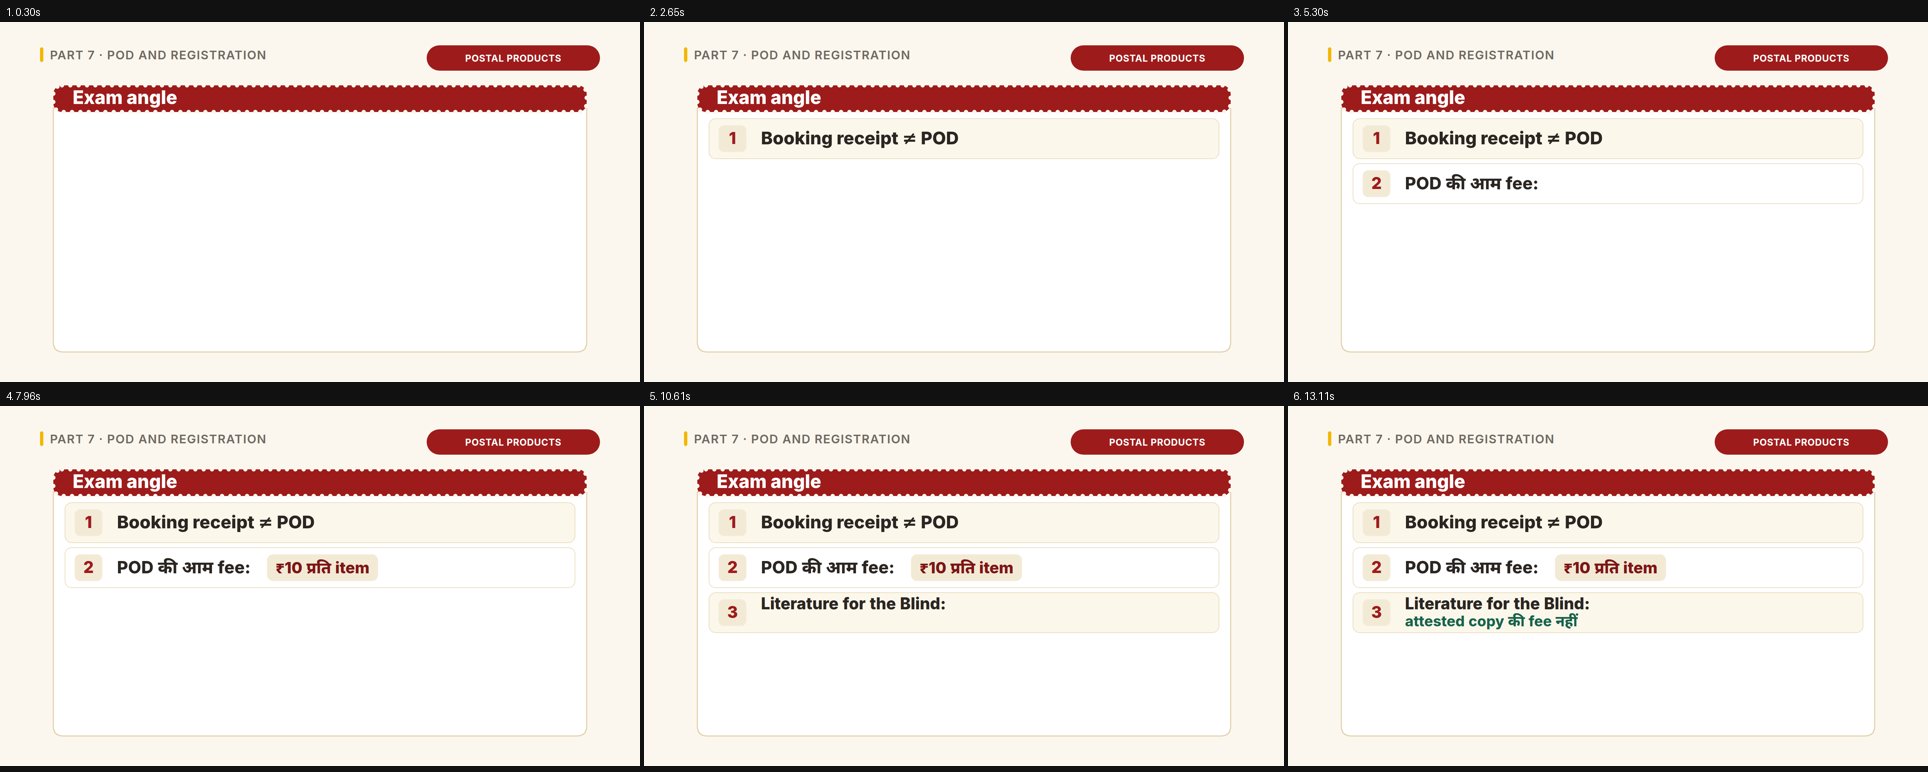 1. 0.30s
PART 7 · POD AND REGISTRATION
POSTAL PRODUCTS
Exam angle
2. 2.65s
PART 7 · POD AND REGISTRATION
POSTAL PRODUCTS
Exam angle
1 Booking receipt ≠ POD
3. 5.30s
PART 7 · POD AND REGISTRATION
POSTAL PRODUCTS
Exam angle
1 Booking receipt ≠ POD
2 POD की आम fee:
4. 7.96s
PART 7 · POD AND REGISTRATION
POSTAL PRODUCTS
Exam angle
1 Booking receipt ≠ POD
2 POD की आम fee: ₹10 प्रति item
5. 10.61s
PART 7 · POD AND REGISTRATION
POSTAL PRODUCTS
Exam angle
1 Booking receipt ≠ POD
2 POD की आम fee: ₹10 प्रति item
3 Literature for the Blind:
6. 13.11s
PART 7 · POD AND REGISTRATION
POSTAL PRODUCTS
Exam angle
1 Booking receipt ≠ POD
2 POD की आम fee: ₹10 प्रति item
3 Literature for the Blind:
attested copy की fee नहीं